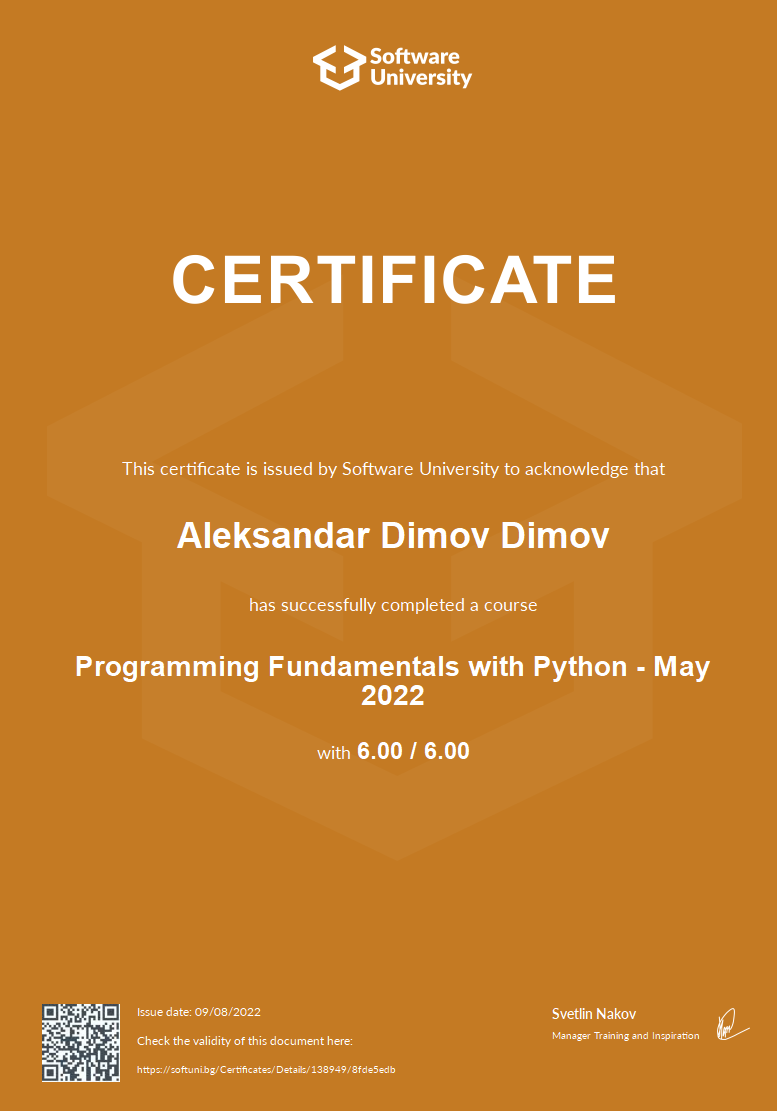 Software
University
CERTIFICATE
This certificate is issued by Software University to acknowledge that
Aleksandar Dimov Dimov
has successfully completed a course
Programming Fundamentals with Python - May
2022
with 6.00 / 6.00
Issue date: 09/08/2022
Check the validity of this document here:
https://softuni.bg/Certificates/Details/138949/8fde5edb
Svetlin Nakov
Manager Training and Inspiration